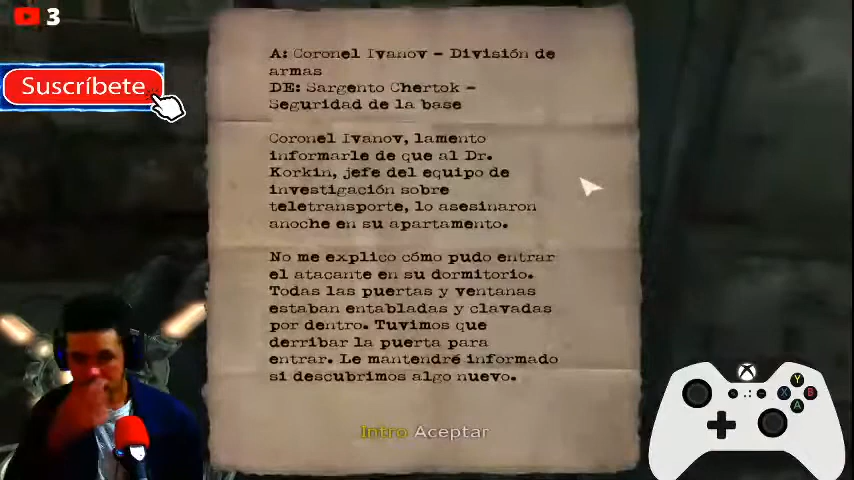 3
Suscríbete
A: Coronel Ivanov - División de
armas
DE: Sargento Chertok -
Seguridad de la base
Coronel Ivanov, lamento
informarle de que al Dr.
Korkin, jefe del equipo de
investigación sobre
teletransporte, lo asesinaron
anoche en su apartamento.
No me explico cómo pudo entrar
el atacante en su dormitorio.
Todas las puertas y ventanas
estaban entabladas y clavadas
por dentro. Tuvimos que
derribar la puerta para
entrar. Le mantendré informado
si descubrimos algo nuevo.
Intro Aceptar
Y
X B
A